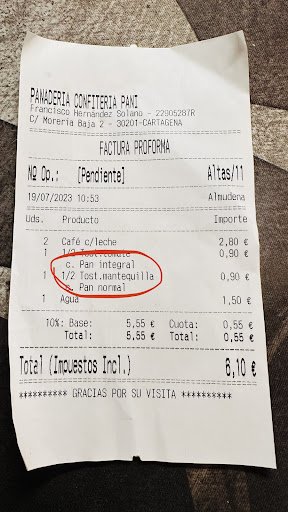 PANADERIA CONFITERIA PANI
Francisco Hernández Solano - 22905287R
C/ Moreria Baja 2 - 30201-CARTAGENA
FACTURA PROFORMA
Nº Op.: [Pendiente] Altas/11
19/07/2023 10:53 Almudena
Uds. Producto Importe
2 Café c/leche 2,80 €
1 1/2 Tost.tomate 0,90 €
c. Pan integral
1 1/2 Tost.mantequilla 0,90 €
c. Pan normal
1 Agua 1,50 €
10%: Base: 5,55 € Cuota: 0,55 €
Total: 5,55 € Total: 0,55 €
Total (Impuestos Incl.) 6,10 €
********** GRACIAS POR SU VISITA **********